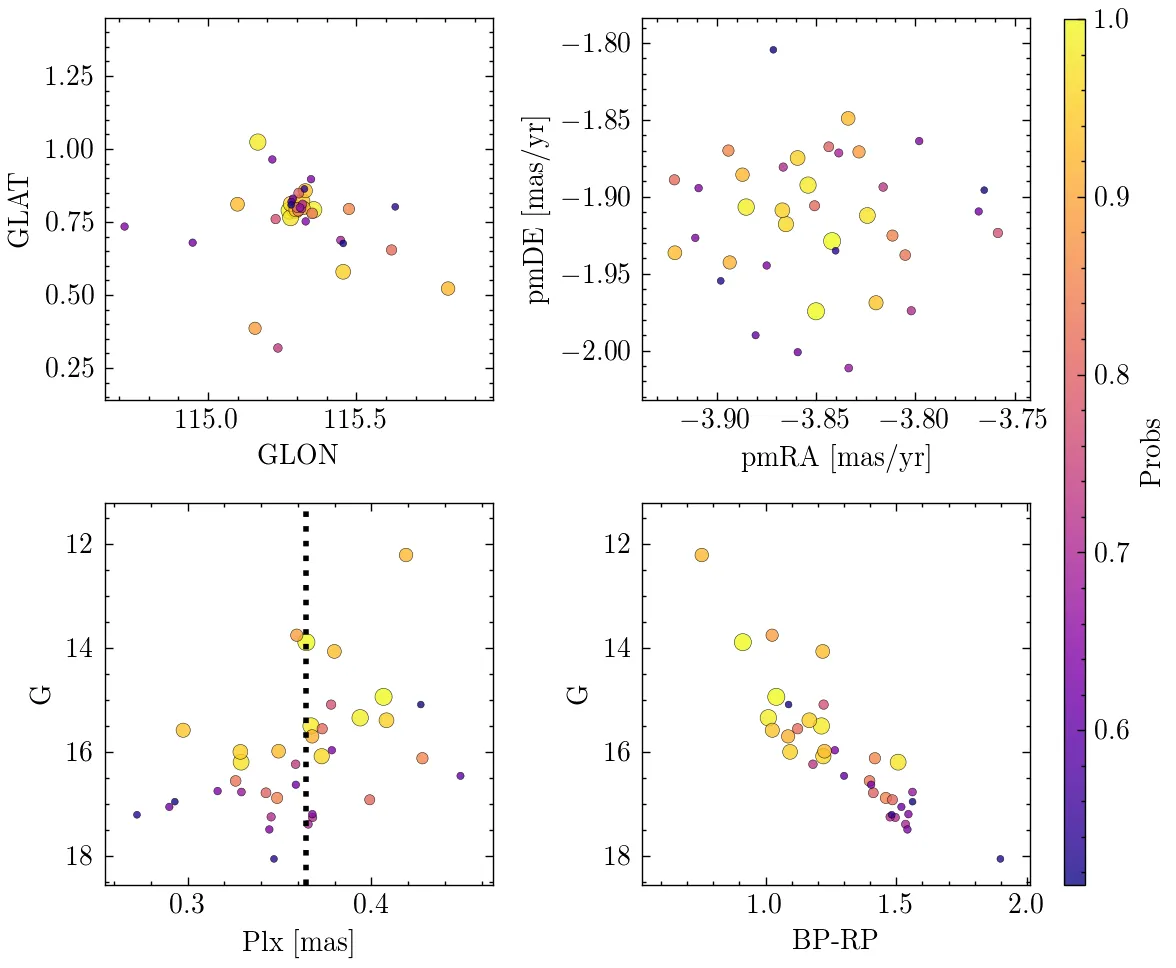 1.25
1.00
0.75
0.50
0.25
GLAT
115.0 115.5
GLON
−1.80
−1.85
−1.90
−1.95
−2.00
pmDE [mas/yr]
−3.90 −3.85 −3.80 −3.75
pmRA [mas/yr]
12
14
16
18
G
0.3 0.4
Plx [mas]
12
14
16
18
G
1.0 1.5 2.0
BP-RP
1.0
0.9
0.8
0.7
0.6
Probs